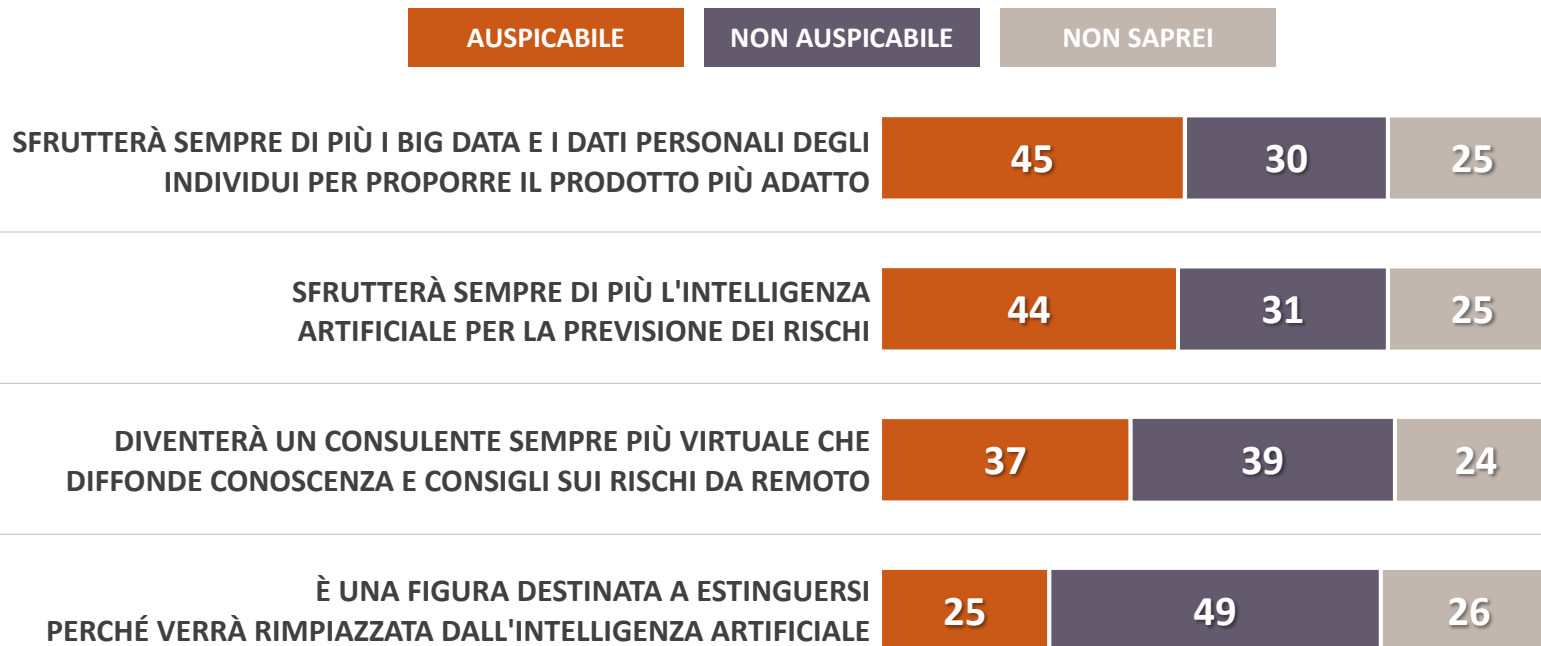 AUSPICABILE
NON AUSPICABILE
NON SAPREI
SFRUTTERÀ SEMPRE DI PIÙ I BIG DATA E I DATI PERSONALI DEGLI
INDIVIDUI PER PROPORRE IL PRODOTTO PIÙ ADATTO
45
30
25
SFRUTTERÀ SEMPRE DI PIÙ L'INTELLIGENZA
ARTIFICIALE PER LA PREVISIONE DEI RISCHI
44
31
25
DIVENTERÀ UN CONSULENTE SEMPRE PIÙ VIRTUALE CHE
DIFFONDE CONOSCENZA E CONSIGLI SUI RISCHI DA REMOTO
37
39
24
È UNA FIGURA DESTINATA A ESTINGUERSI
PERCHÉ VERRÀ RIMPIAZZATA DALL'INTELLIGENZA ARTIFICIALE
25
49
26